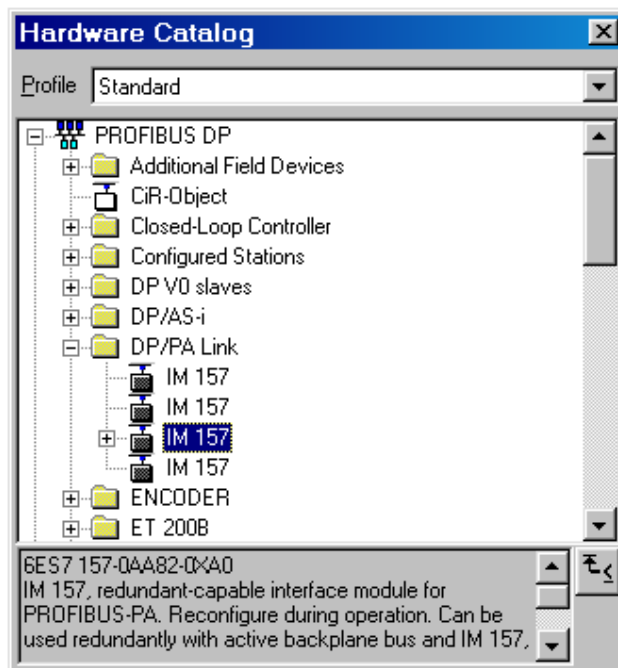 Hardware Catalog
Profile Standard
PROFIBUS DP
Additional Field Devices
CiR-Object
Closed-Loop Controller
Configured Stations
DP V0 slaves
DP/AS-i
DP/PA Link
IM 157
IM 157
IM 157
IM 157
ENCODER
ET 200B
6ES7 157-0AA82-0XA0
IM 157, redundant-capable interface module for
PROFIBUS-PA. Reconfigure during operation. Can be
used redundantly with active backplane bus and IM 157,